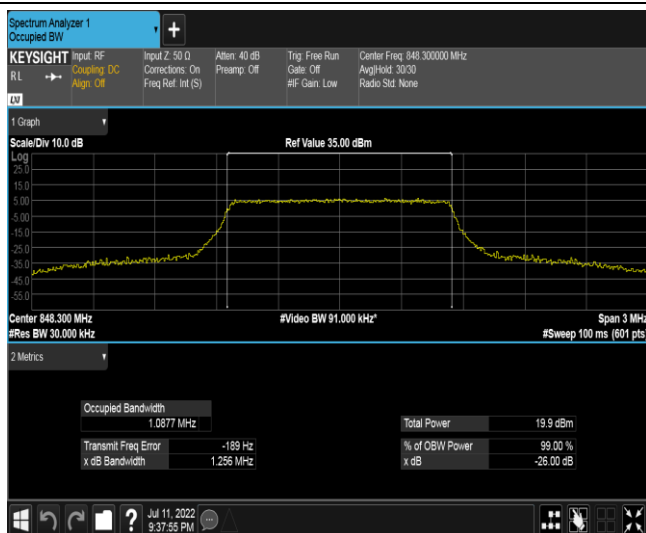 Spectrum Analyzer 1
Occupied BW
+
KEYSIGHT
RL
LXI
Input: RF
Coupling: DC
Align: Off
Input Z: 50 Ω
Corrections: On
Freq Ref: Int (S)
Atten: 40 dB
Preamp: Off
Trig: Free Run
Gate: Off
#IF Gain: Low
Center Freq: 848.300000 MHz
Avg|Hold: 30/30
Radio Std: None
1 Graph
Scale/Div 10.0 dB
Ref Value 35.00 dBm
Log
25.0
15.0
5.00
-5.00
-15.0
-25.0
-35.0
-45.0
-55.0
Center 848.300 MHz
#Video BW 91.000 kHz*
Span 3 MHz
#Res BW 30.000 kHz
#Sweep 100 ms (601 pts)
2 Metrics
Occupied Bandwidth
1.0877 MHz
Total Power 19.9 dBm
Transmit Freq Error -189 Hz
% of OBW Power 99.00 %
x dB Bandwidth 1.256 MHz
x dB -26.00 dB
?
Jul 11, 2022
9:37:55 PM